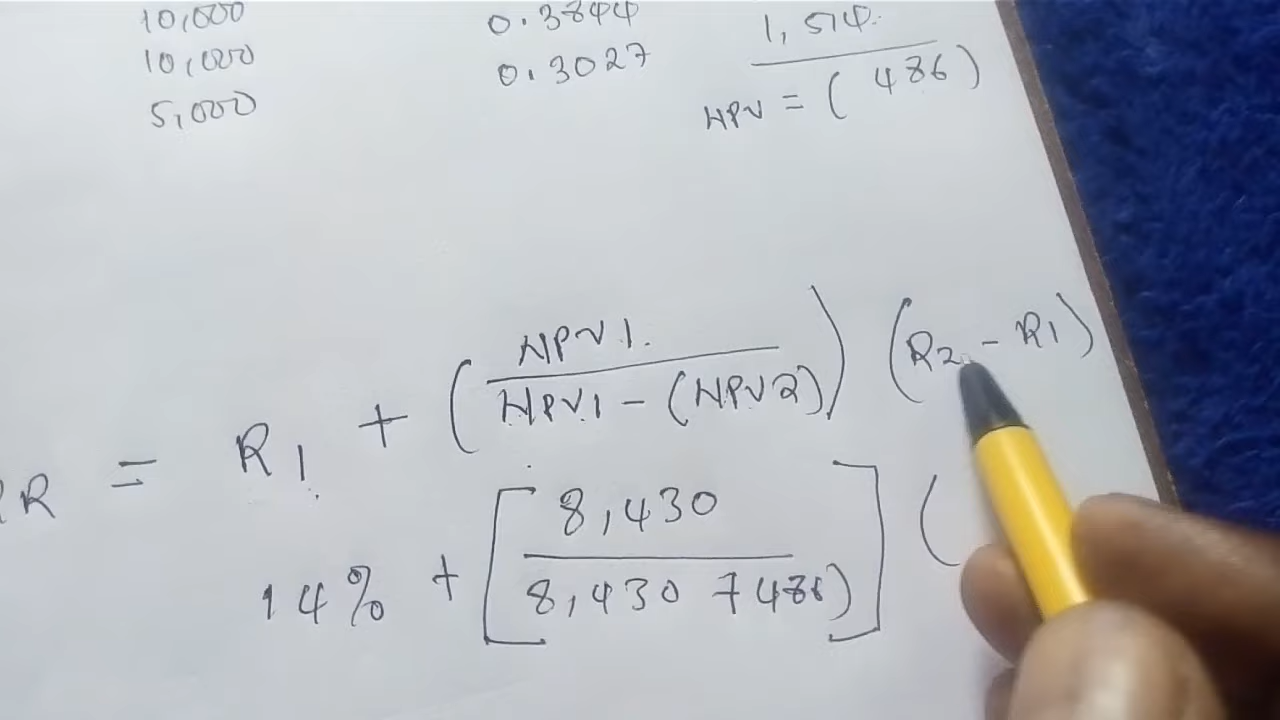 10,000 0.3844 1,514.
10,000 0.3027
5,000 NPV = ( 486 )
RR = R1 + ( NPV1. / NPV1 - (NPV2) ) (R2 - R1)
14% + [ 8,430 / 8,430 + 486) ] (